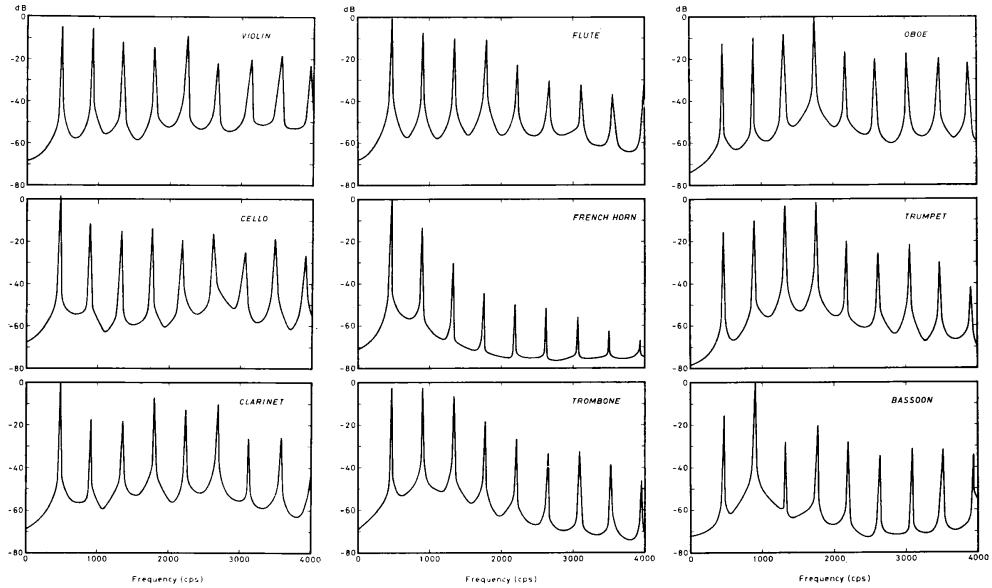 dB dB dB
0 0 0
VIOLIN FLUTE OBOE
-20 -20 -20
-40 -40 -40
-60 -60 -60
-80 -80 -80
0 0 0
CELLO FRENCH HORN TRUMPET
-20 -20 -20
-40 -40 -40
-60 -60 -60
-80 -80 -80
0 0 0
CLARINET TROMBONE BASSOON
-20 -20 -20
-40 -40 -40
-60 -60 -60
-80 -80 -80
0 1000 2000 3000 4000 0 1000 2000 3000 4000 0 1000 2000 3000 4000
Frequency (cps) Frequency (cps) Frequency (cps)